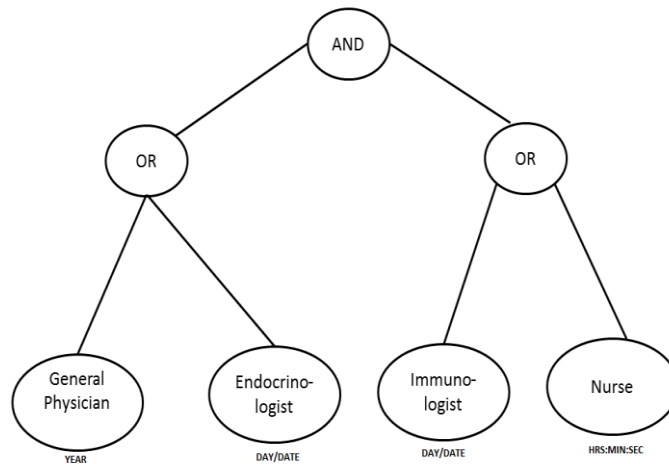 AND
OR
OR
General
Physician
Endocrino-
logist
Immuno-
logist
Nurse
YEAR
DAY/DATE
DAY/DATE
HRS:MIN:SEC